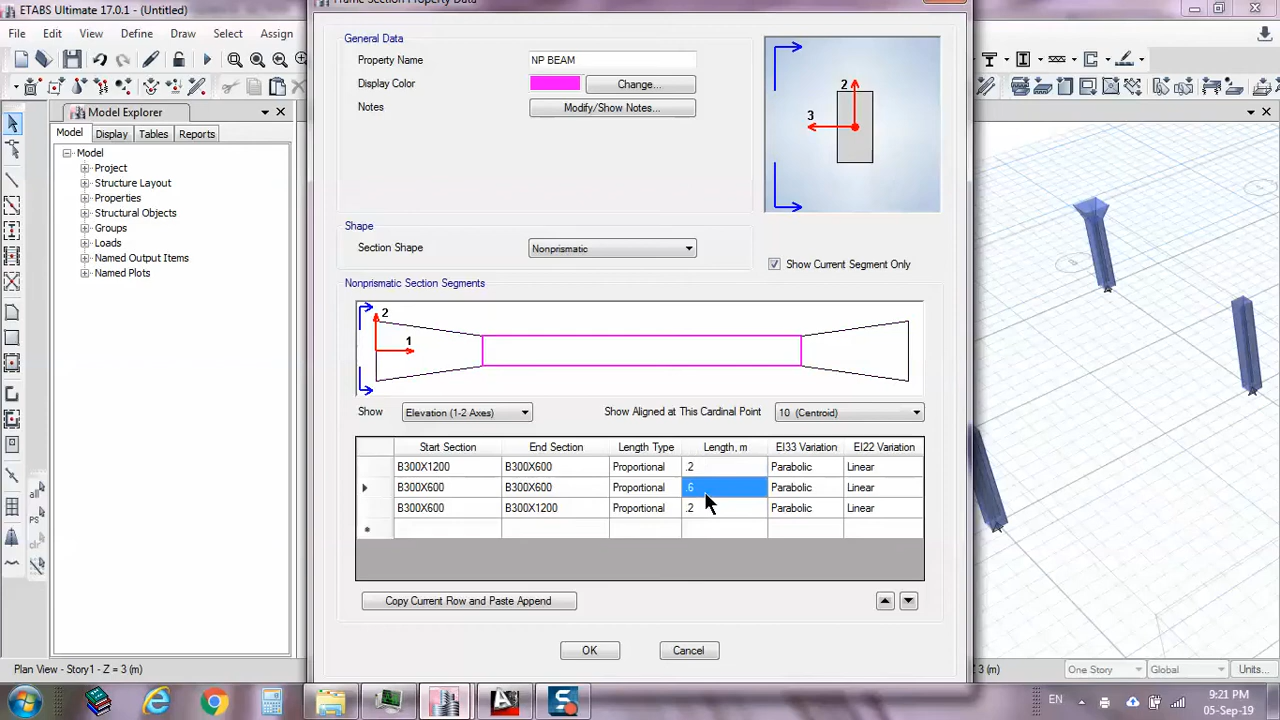 ETABS Ultimate 17.0.1 - (Untitled)
Frame Section Property Data
File Edit View Define Draw Select Assign
Model Explorer
Model Display Tables Reports
Model
Project
Structure Layout
Properties
Structural Objects
Groups
Loads
Named Output Items
Named Plots
General Data
Property Name NP BEAM
Display Color Change...
Notes Modify/Show Notes...
2
3
Shape
Section Shape Nonprismatic
Show Current Segment Only
Nonprismatic Section Segments
2
1
Show Elevation (1-2 Axes) Show Aligned at This Cardinal Point 10 (Centroid)
Start Section End Section Length Type Length, m EI33 Variation EI22 Variation
B300X1200 B300X600 Proportional .2 Parabolic Linear
B300X600 B300X600 Proportional .6 Parabolic Linear
B300X600 B300X1200 Proportional .2 Parabolic Linear
Copy Current Row and Paste Append
OK Cancel
all
PS
clr
Plan View - Story1 - Z = 3 (m) 3 (m) One Story Global Units...
EN 9:21 PM
05-Sep-19